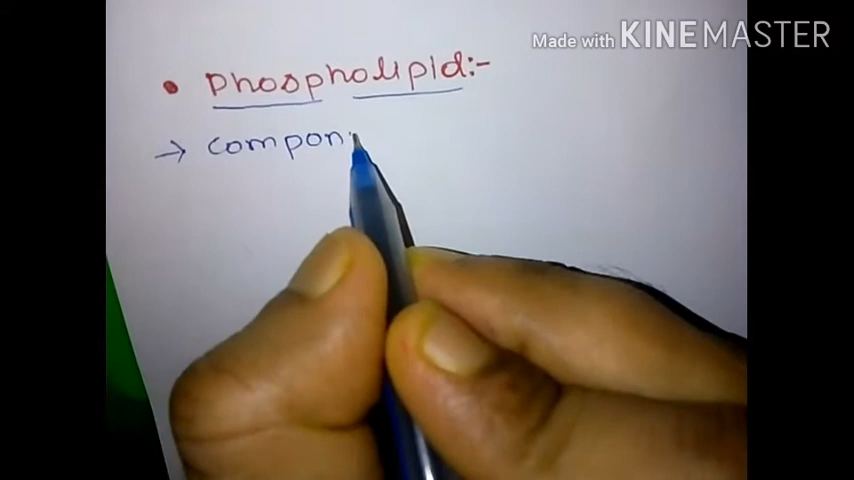 Made with KINEMASTER
• Phospholipid:-
→ Compon